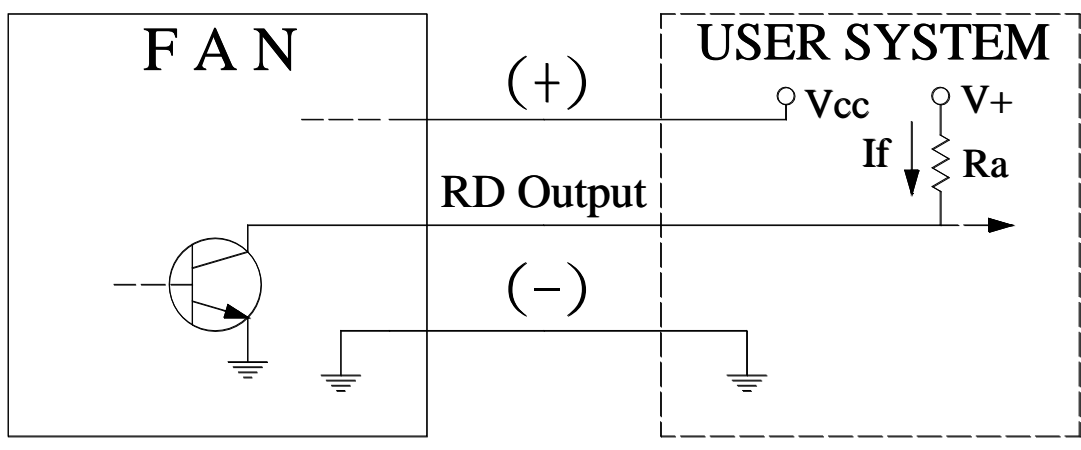 F A N
USER SYSTEM
(+)
Vcc
V+
If
Ra
RD Output
(-)